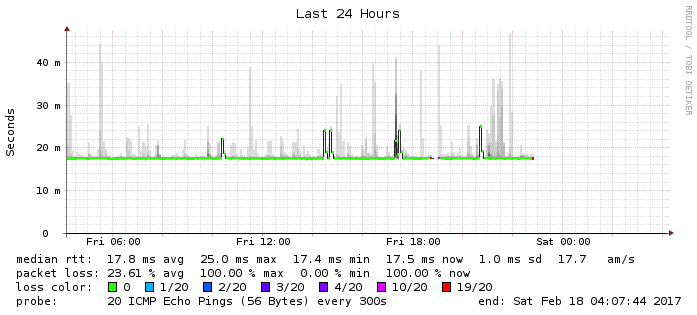 Last 24 Hours
RRDTOOL / TOBI OETIKER
Seconds
40 m
30 m
20 m
10 m
0
Fri 06:00 Fri 12:00 Fri 18:00 Sat 00:00
median rtt: 17.8 ms avg 25.0 ms max 17.4 ms min 17.5 ms now 1.0 ms sd 17.7 am/s
packet loss: 23.61 % avg 100.00 % max 0.00 % min 100.00 % now
loss color: 0 1/20 2/20 3/20 4/20 10/20 19/20
probe: 20 ICMP Echo Pings (56 Bytes) every 300s end: Sat Feb 18 04:07:44 2017